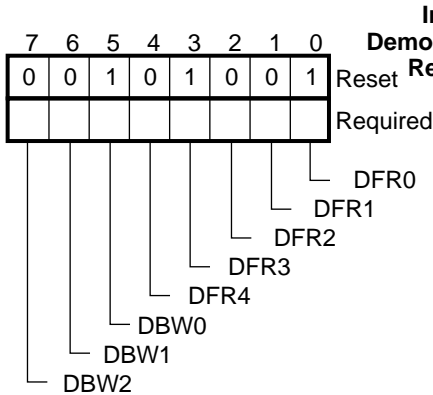 In
7 6 5 4 3 2 1 0
Demo
0 0 1 0 1 0 0 1 Reset Re
Required
DFR0
DFR1
DFR2
DFR3
DFR4
DBW0
DBW1
DBW2